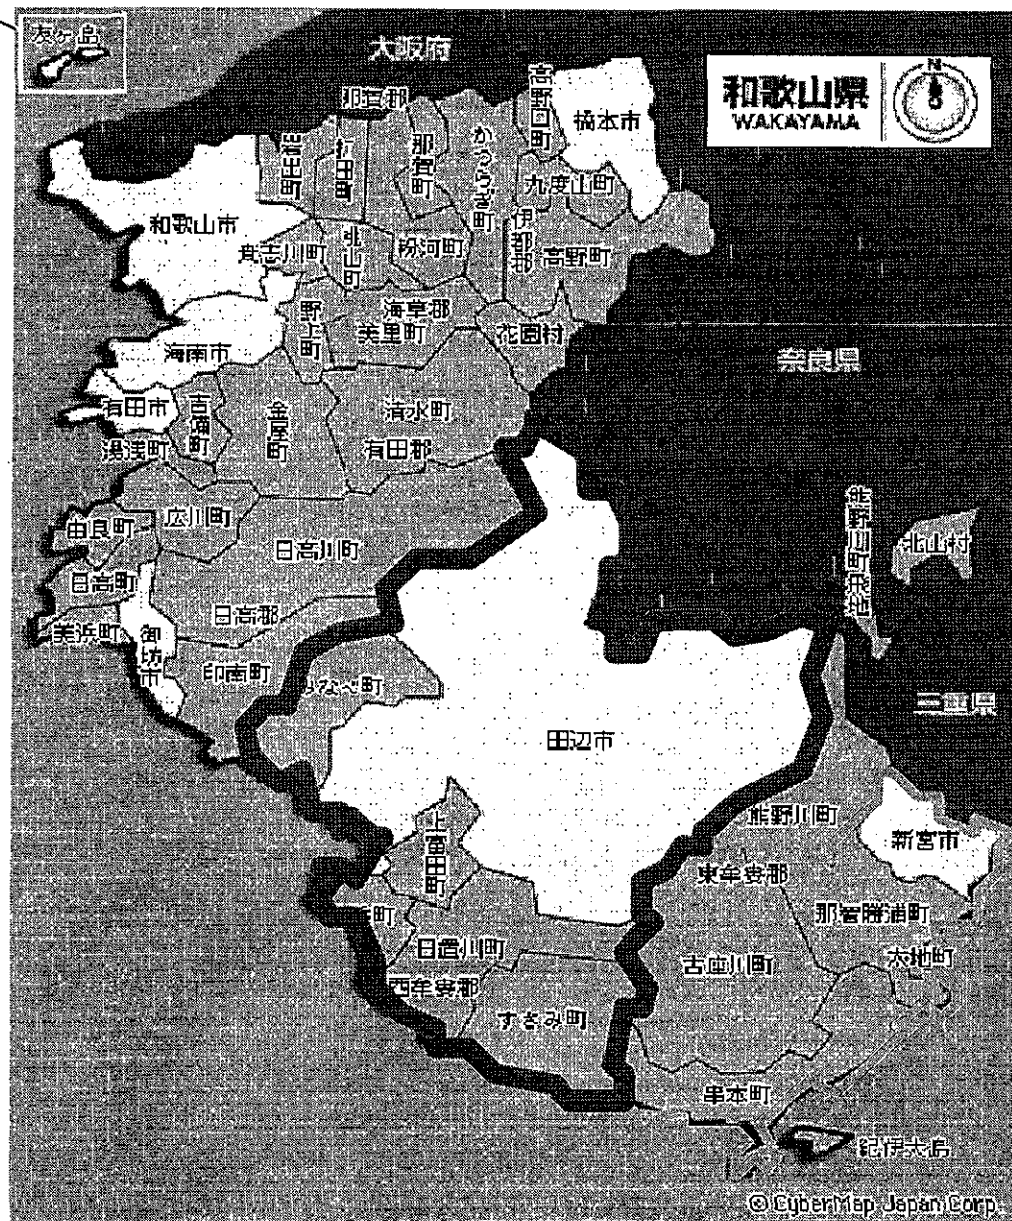 友ヶ島
大阪府
和歌山県
WAKAYAMA
N
高野口町
橋本市
那賀郡
岩出町
打田町
那賀町
かつらぎ町
九度山町
和歌山市
貴志川町
桃山町
粉河町
伊都郡
高野町
海南市
野上町
海草郡
美里町
花園村
奈良県
有田市
吉備町
金屋町
清水町
湯浅町
有田郡
由良町
広川町
日高川町
熊野川町飛地
北山村
日高町
日高郡
美浜町
御坊市
印南町
みなべ町
三重県
田辺市
上富田町
熊野川町
新宮市
東牟婁郡
町
日置川町
那智勝浦町
古座川町
太地町
西牟婁郡
すさみ町
串本町
紀伊大島
© CyberMap Japan Corp.